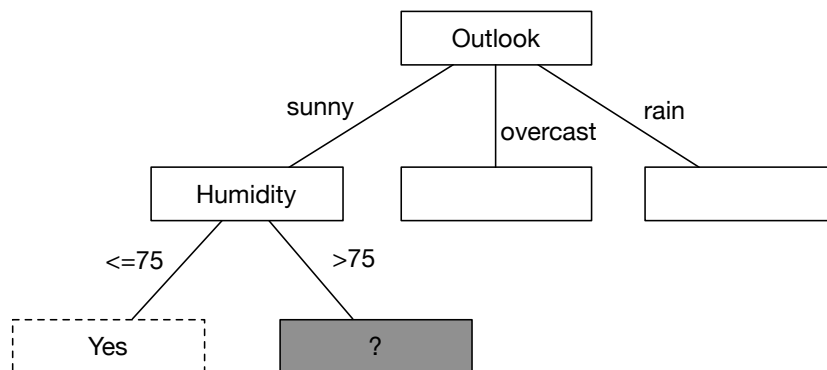 Outlook
sunny
overcast
rain
Humidity
<=75
>75
Yes
?